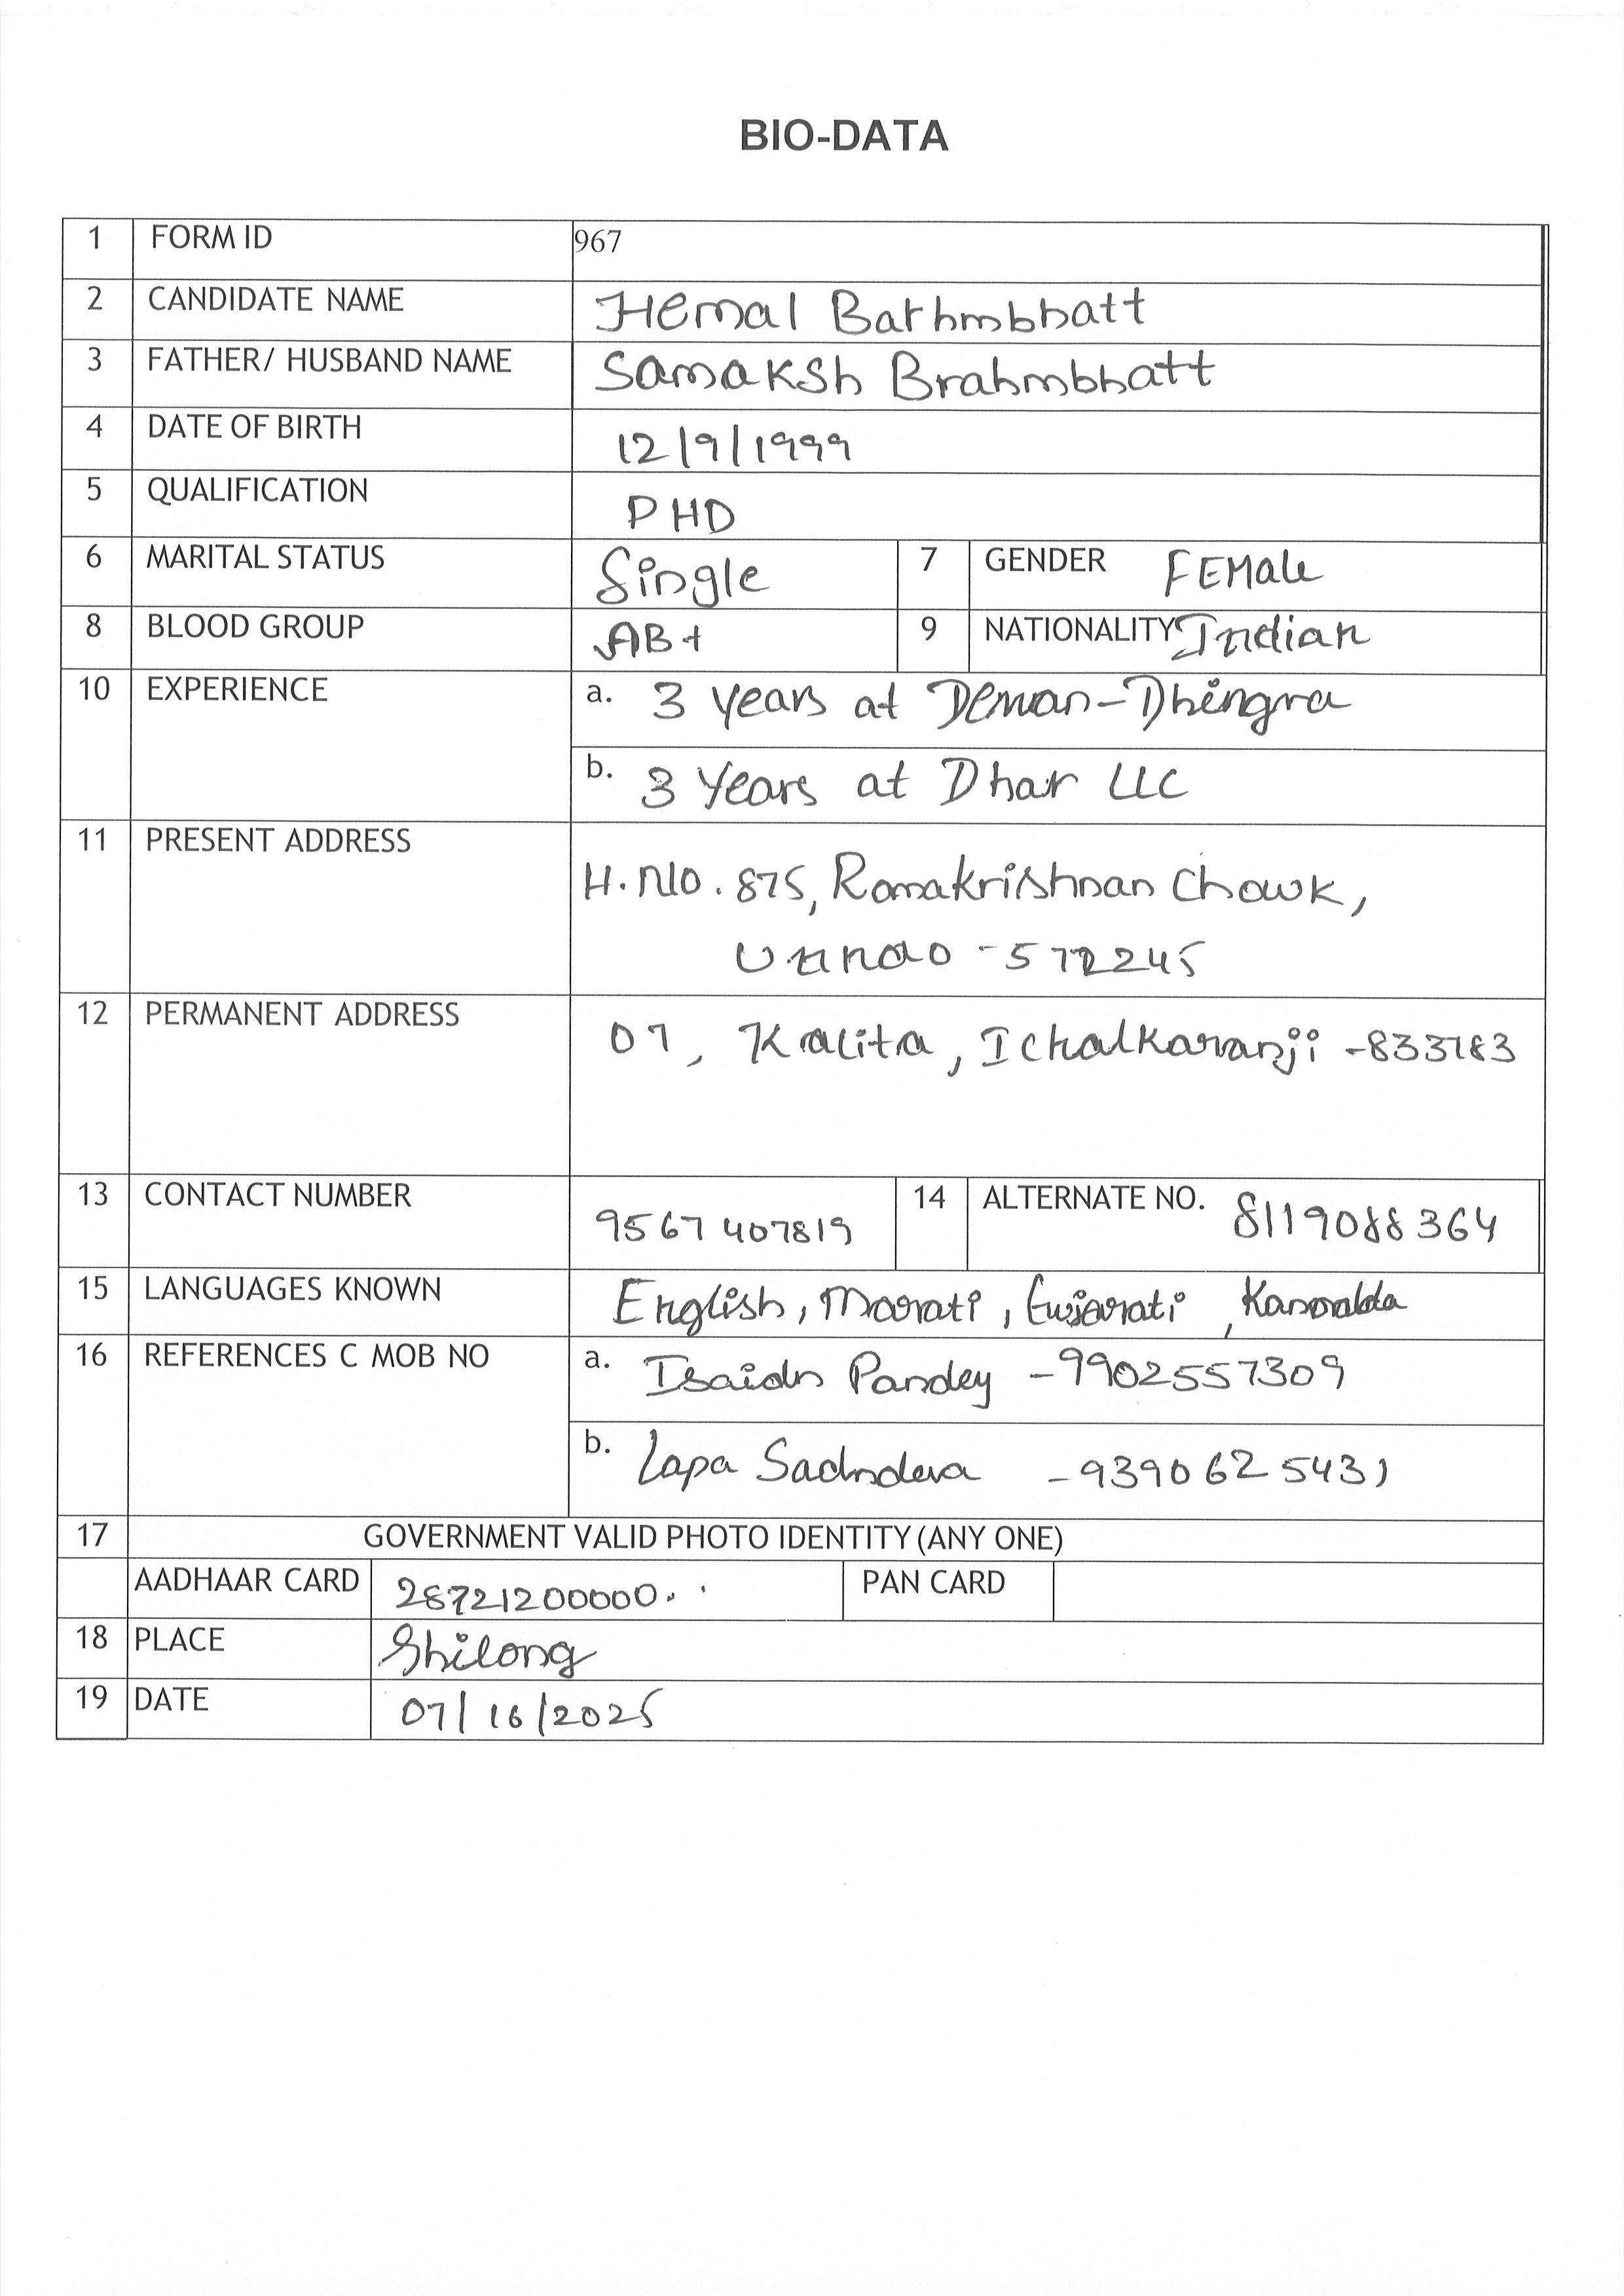 BIO-DATA
1 FORM ID 967
2 CANDIDATE NAME Hemal Barhmbhatt
3 FATHER/ HUSBAND NAME Samaksh Brahmbhatt
4 DATE OF BIRTH 12/9/1999
5 QUALIFICATION PHD
6 MARITAL STATUS Single 7 GENDER FEMale
8 BLOOD GROUP AB+ 9 NATIONALITY Indian
10 EXPERIENCE a. 3 years at Deman-Dhingra
b. 3 Years at Dhar LLC
11 PRESENT ADDRESS
H.No. 875, Ramakrishnan Chowk,
Unnao - 572245
12 PERMANENT ADDRESS 07, Kalita, Ichalkaranji -833183
13 CONTACT NUMBER 9567407819 14 ALTERNATE NO. 8119088364
15 LANGUAGES KNOWN English, Maarati, Gujarati, Kannada
16 REFERENCES C MOB NO a. Pandey - 9902557309
b. Lapa Sachdeva - 9390625431
17 GOVERNMENT VALID PHOTO IDENTITY (ANY ONE)
AADHAAR CARD 28721200000.. PAN CARD
18 PLACE Shilong
19 DATE 07/16/2025